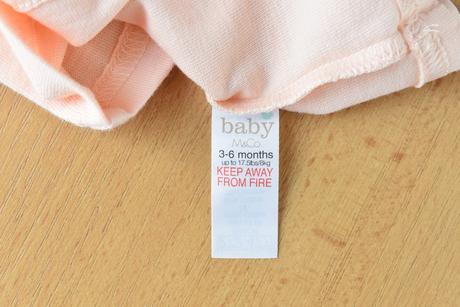 baby
M&Co
3-6 months
up to 17.5lbs/8kg
KEEP AWAY
FROM FIRE